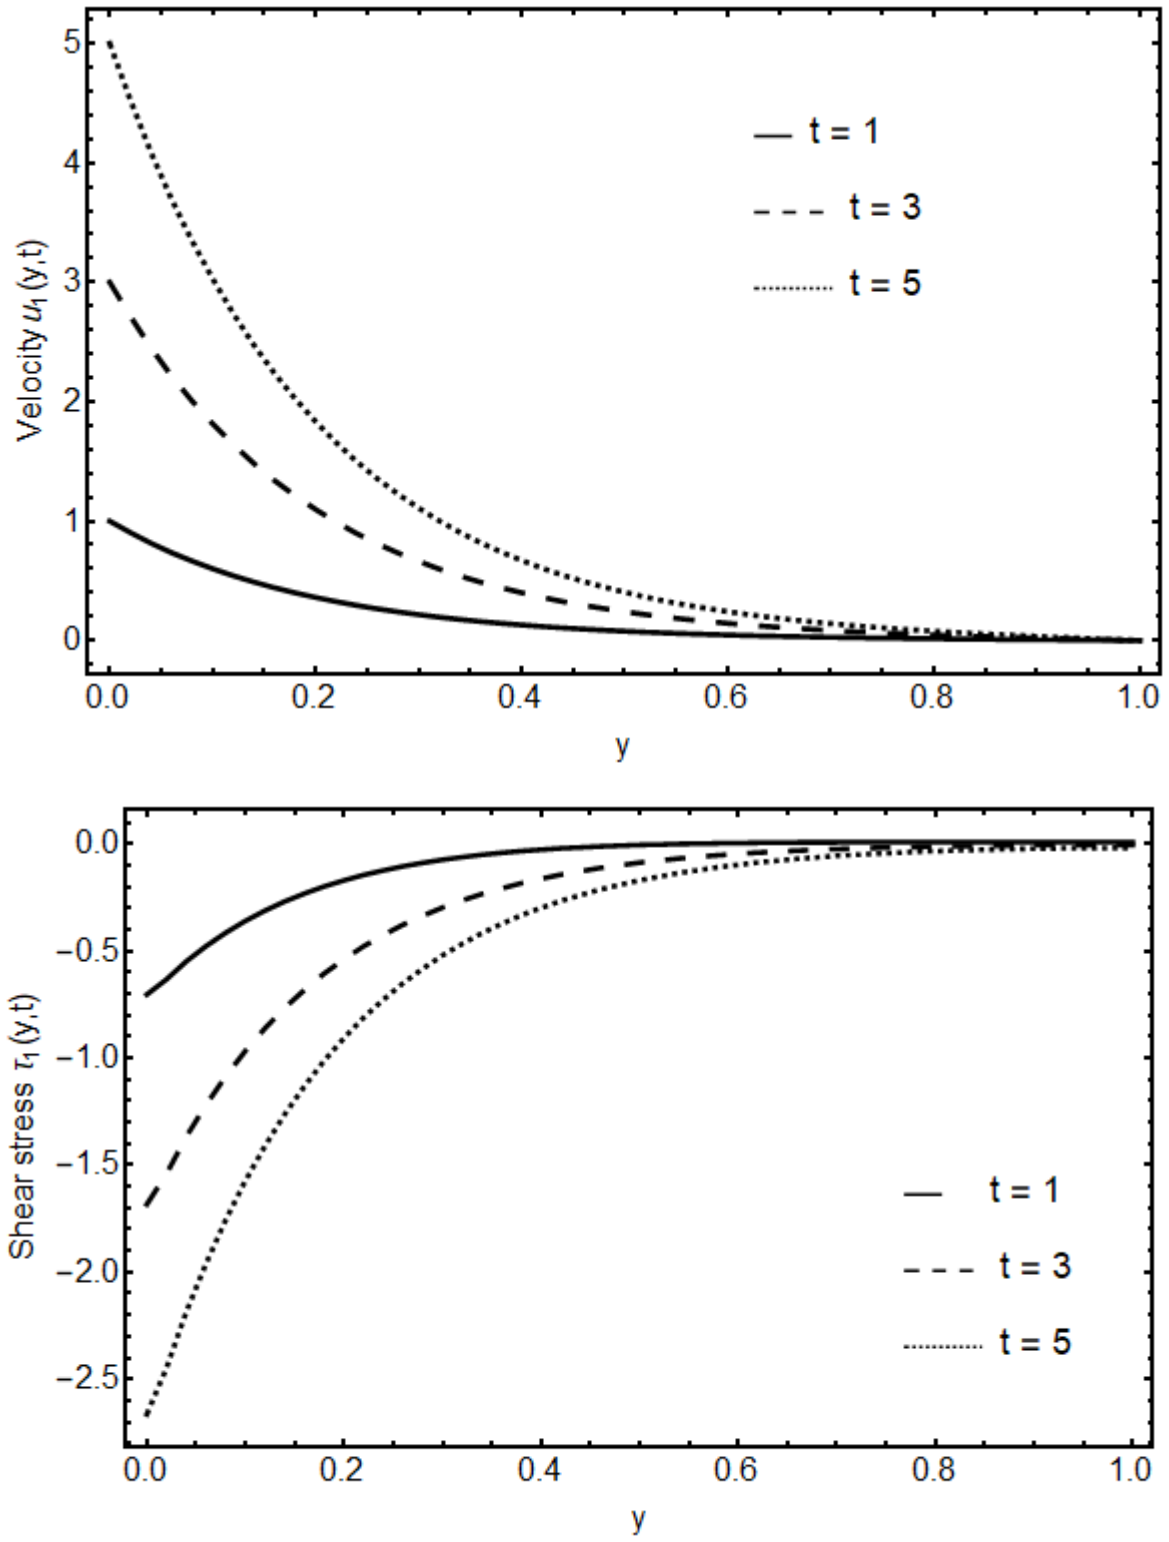 5
4
3
2
1
0
Velocity u₁(y,t)
t = 1
t = 3
t = 5
0.0 0.2 0.4 0.6 0.8 1.0
y
0.0
−0.5
−1.0
−1.5
−2.0
−2.5
Shear stress τ₁(y,t)
t = 1
t = 3
t = 5
0.0 0.2 0.4 0.6 0.8 1.0
y